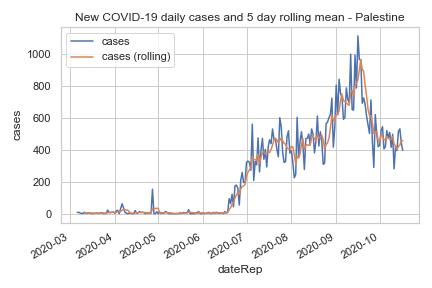 New COVID-19 daily cases and 5 day rolling mean - Palestine
cases
cases (rolling)
1000
800
600
400
200
0
cases
2020-03
2020-04
2020-05
2020-06
2020-07
2020-08
2020-09
2020-10
dateRep